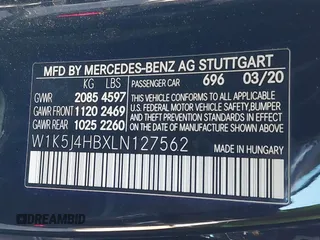 MFD BY MERCEDES-BENZ AG STUTTGART
KG LBS PASSENGER CAR 696 03/20
GVWR 2085 4597
GAWR FRONT 1120 2469
GAWR REAR 1025 2260
THIS VEHICLE CONFORMS TO ALL APPLICABLE
U.S. FEDERAL MOTOR VEHICLE SAFETY, BUMPER
AND THEFT PREVENTION STANDARDS IN EFFECT
ON THE DATE OF MANUFACTURE SHOWN ABOVE.
W1K5J4HBXLN127562
MADE IN HUNGARY
DREAMBID